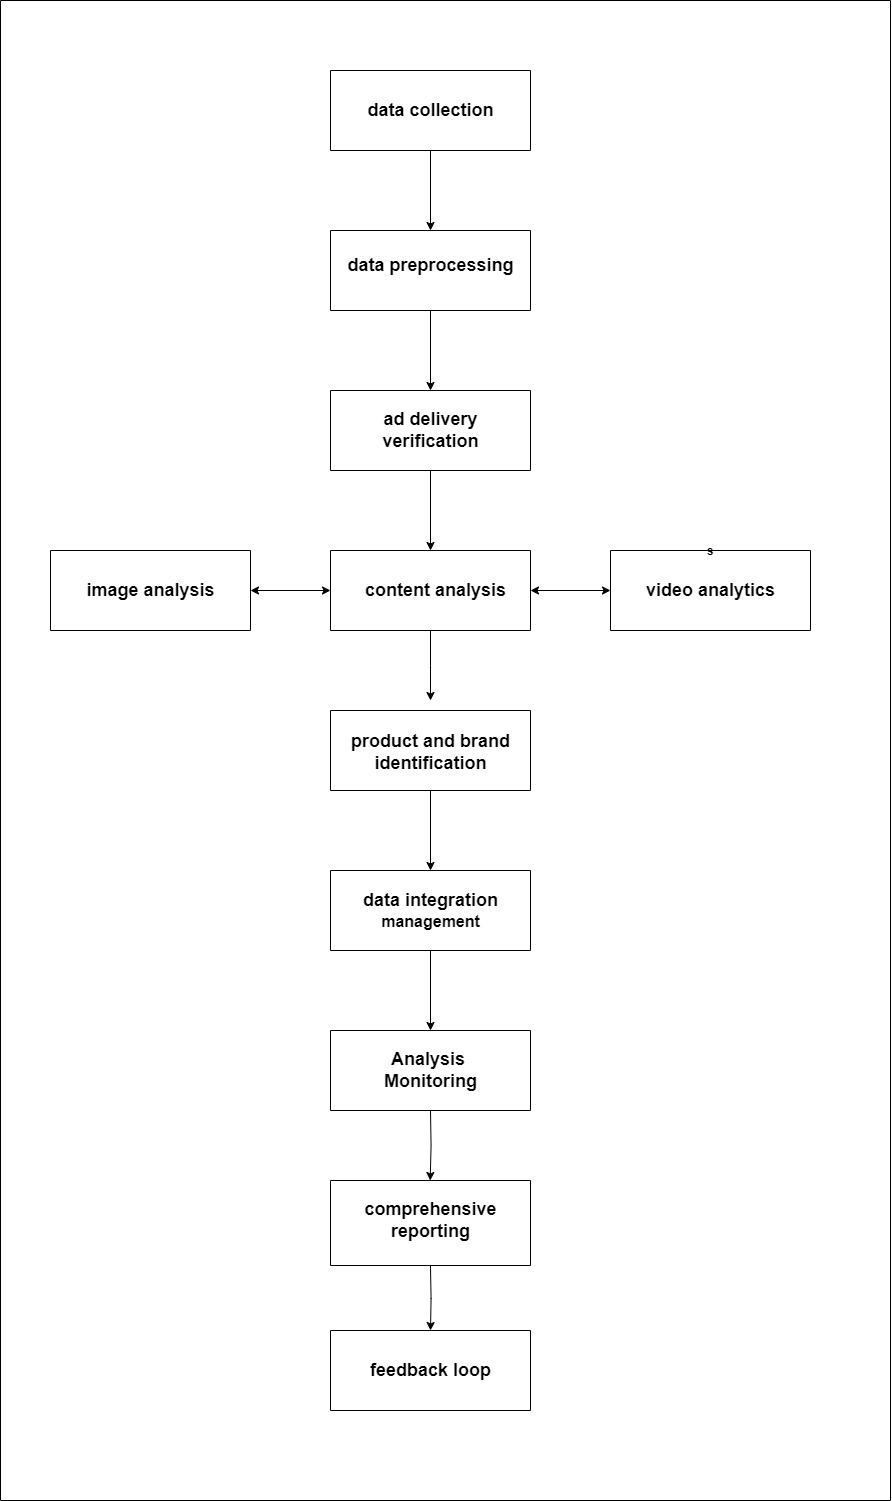 data collection
data preprocessing
ad delivery
verification
s
image analysis
content analysis
video analytics
product and brand
identification
data integration
management
Analysis
Monitoring
comprehensive
reporting
feedback loop